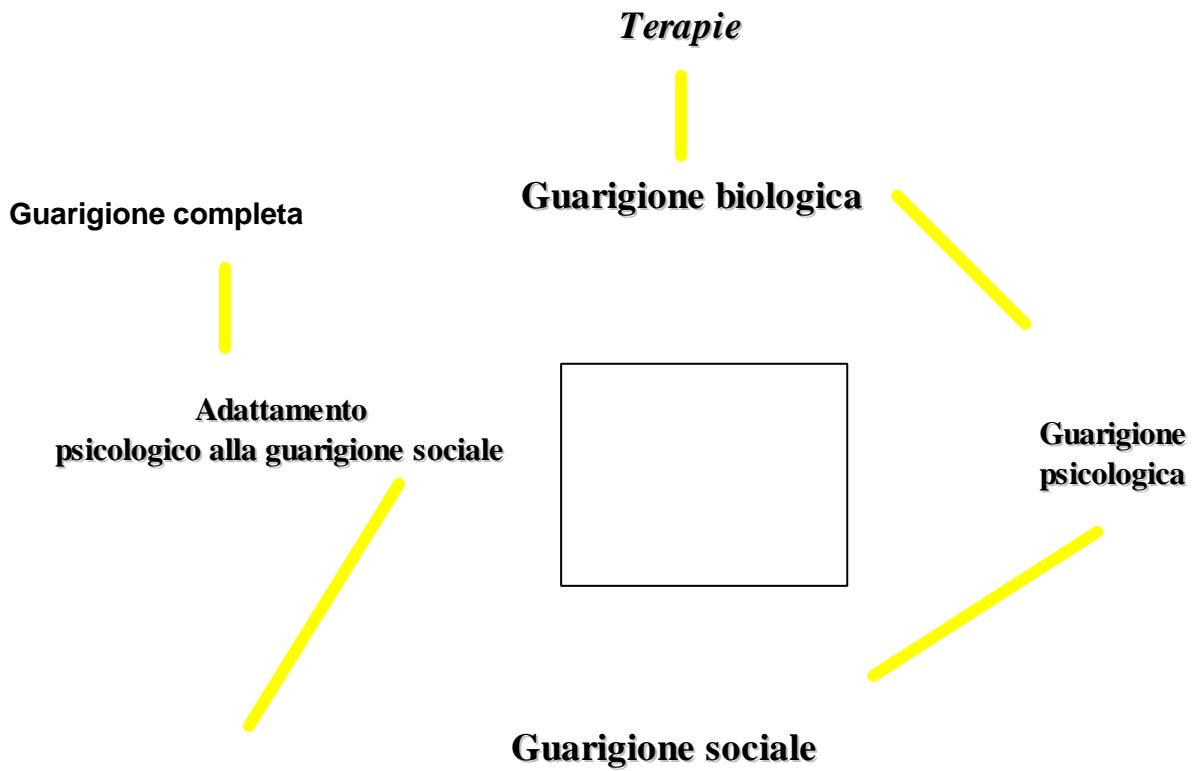 Terapie
Guarigione biologica
Guarigione completa
Adattamento
psicologico alla guarigione sociale
Guarigione
psicologica
Guarigione sociale